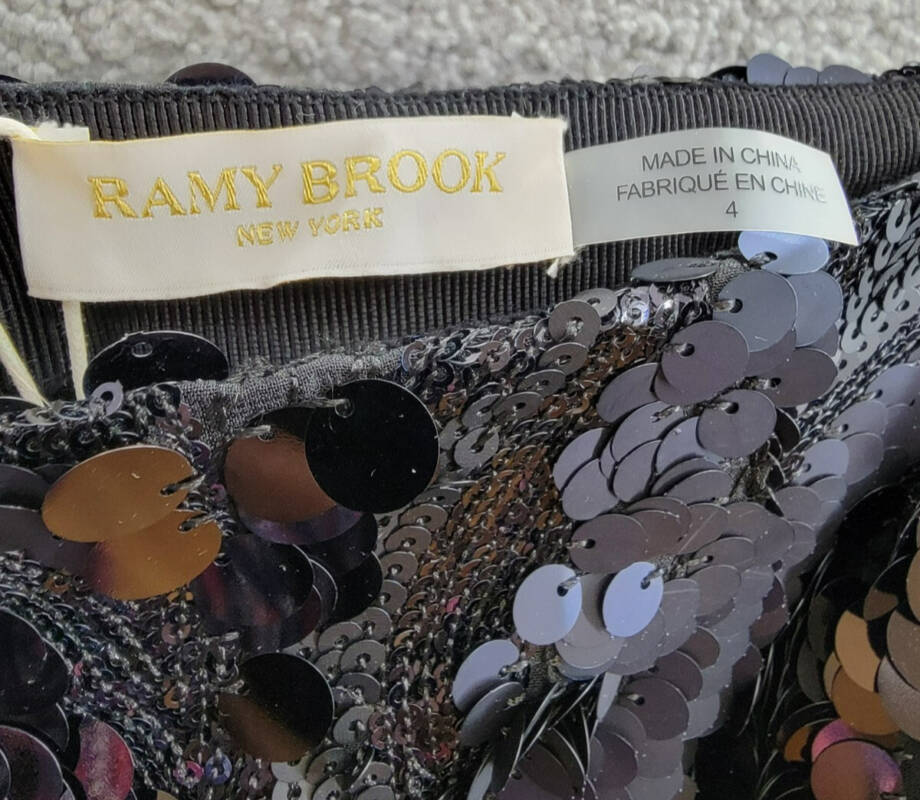 RAMY BROOK
NEW YORK
MADE IN CHINA
FABRIQUÉ EN CHINE
4